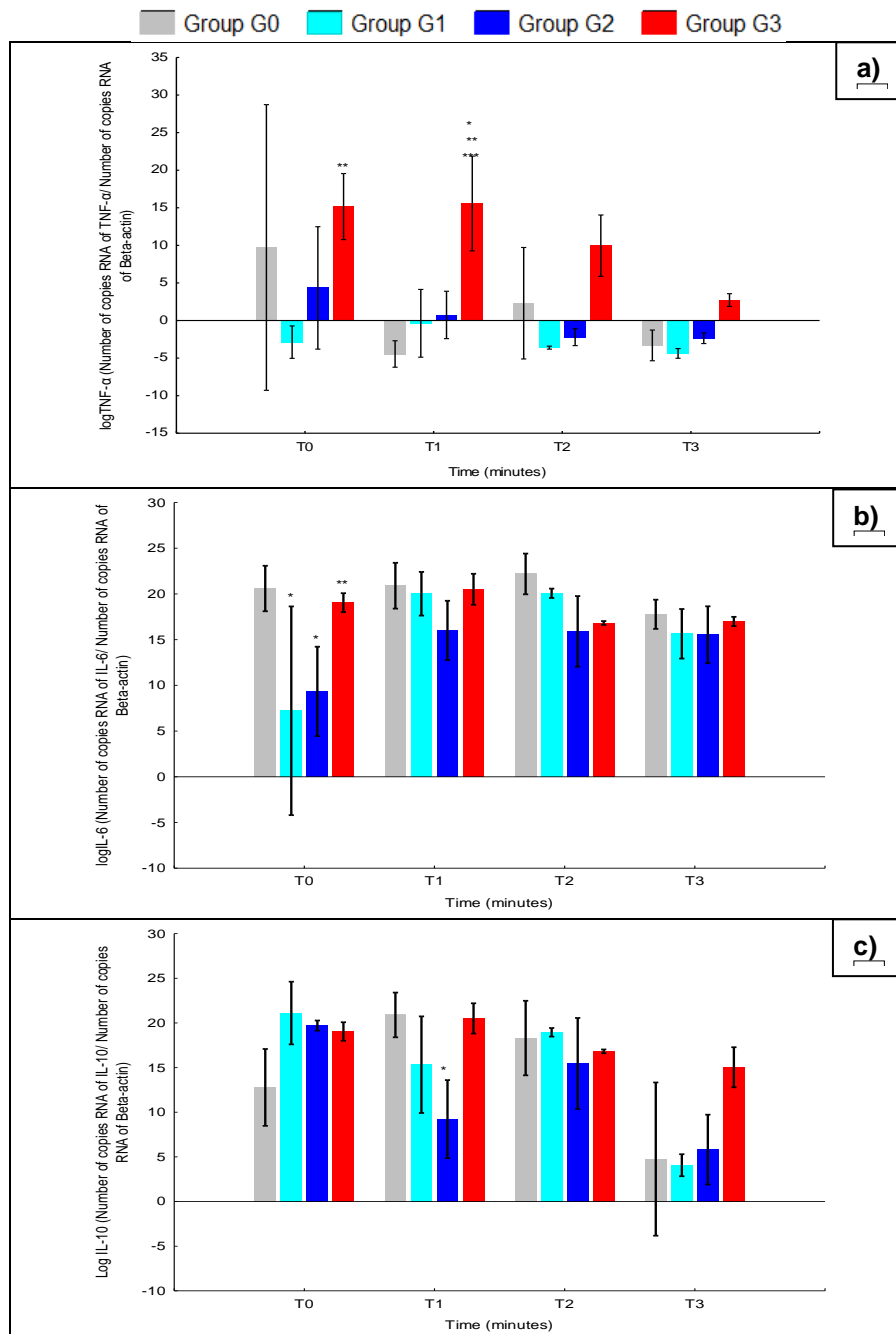 Group G0 Group G1 Group G2 Group G3
a)
logTNF-α (Number of copies RNA of TNF-α/ Number of copies RNA
of Beta-actin)
35
30
25
20
15
10
5
0
-5
-10
-15
**
*
**
***
T0 T1 T2 T3
Time (minutes)
b)
logIL-6 (Number of copies RNA of IL-6/ Number of copies RNA of
Beta-actin)
30
25
20
15
10
5
0
-5
-10
*
*
**
T0 T1 T2 T3
Time (minutes)
c)
Log IL-10 (Number of copies RNA of IL-10/ Number of copies
RNA of Beta-actin)
30
25
20
15
10
5
0
-5
-10
*
T0 T1 T2 T3
Time (minutes)